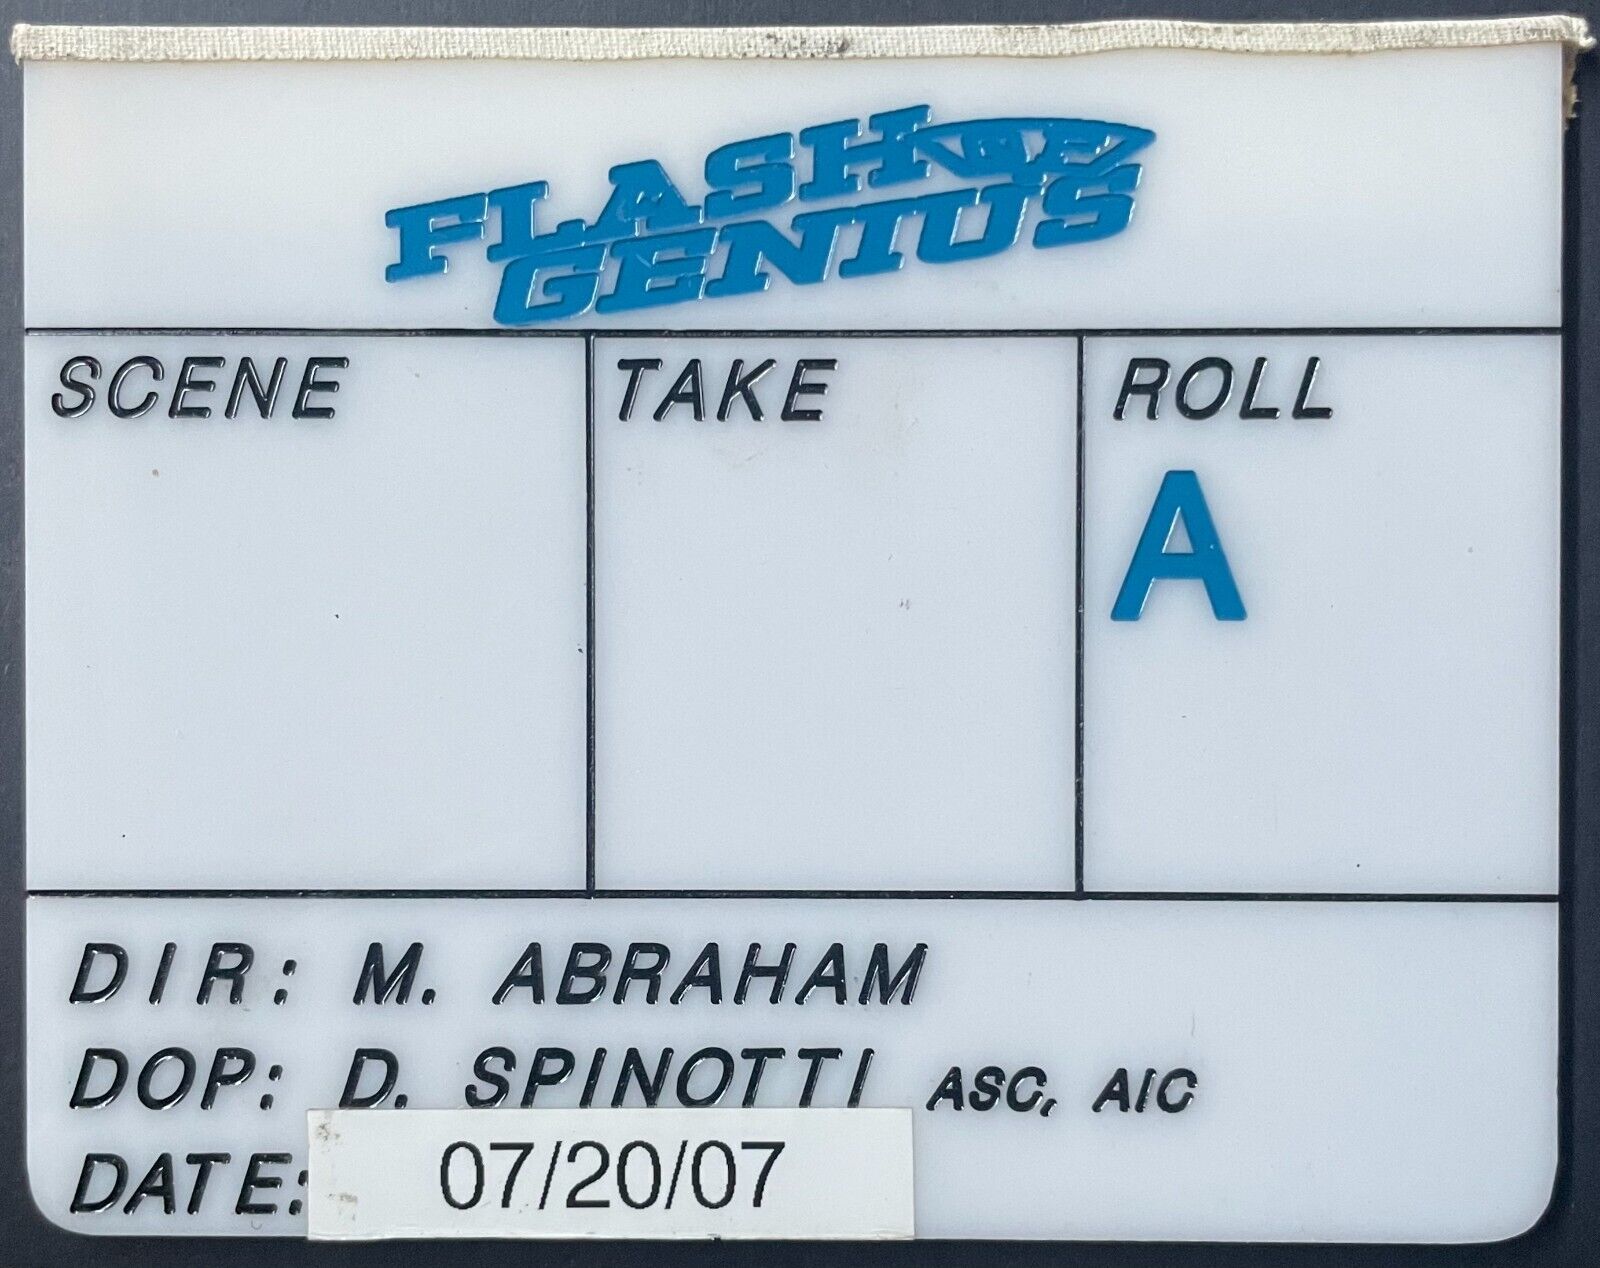 FLASH OF
GENIUS
SCENE TAKE ROLL
A
DIR: M. ABRAHAM
DOP: D. SPINOTTI ASC, AIC
DATE: 07/20/07